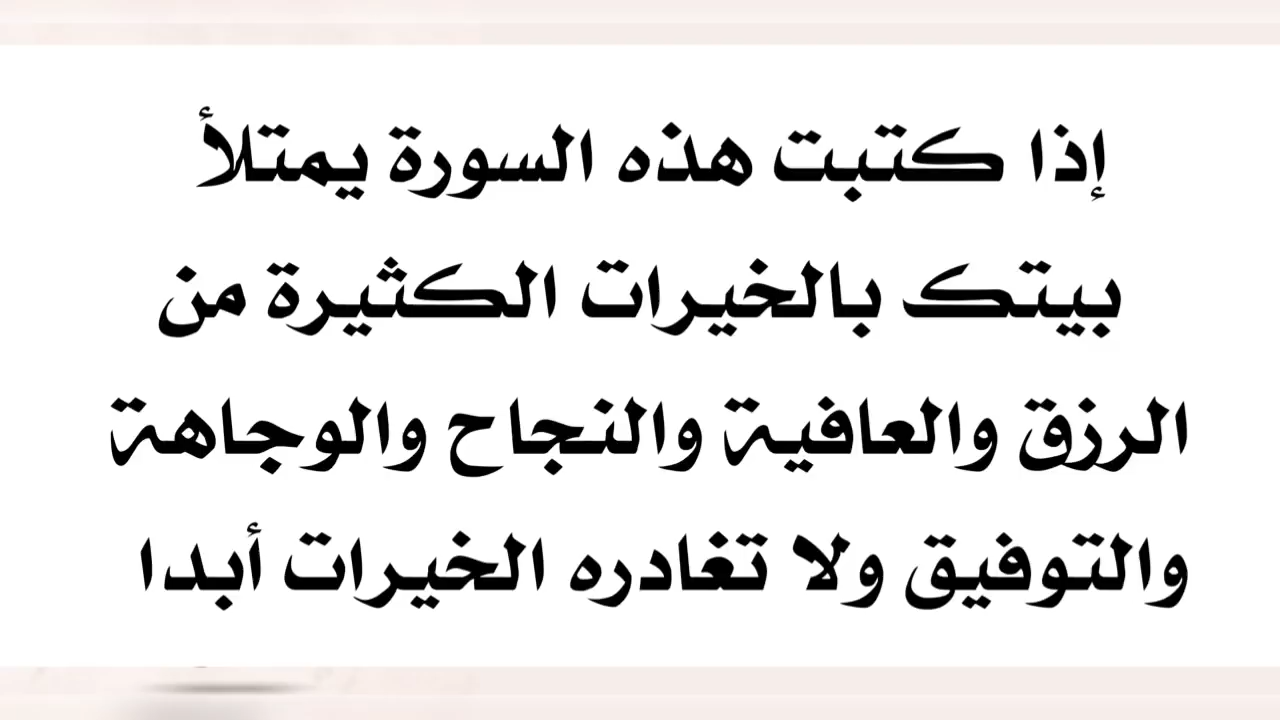 إذا كتبت هذه السورة يمتلأ
بيتك بالخيرات الكثيرة من
الرزق والعافية والنجاح والوجاهة
والتوفيق ولا تغادره الخيرات أبدا